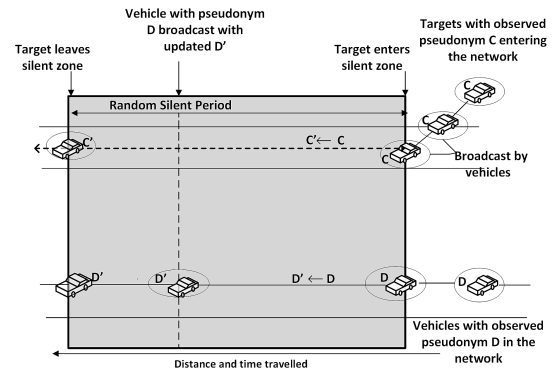 Vehicle with pseudonym
D broadcast with
updated D′
Target leaves
silent zone
Target enters
silent zone
Targets with observed
pseudonym C entering
the network
Random Silent Period
C
C
C′
C′← C
C
Broadcast by
vehicles
D′
D′
D′ ← D
D
D
Vehicles with observed
pseudonym D in the
network
Distance and time travelled